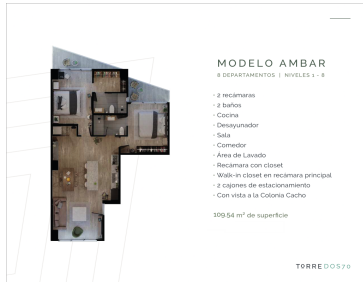 MODELO AMBAR
8 DEPARTAMENTOS | NIVELES 1 - 8
• 2 recámaras
• 2 baños
• Cocina
• Desayunador
• Sala
• Comedor
• Área de Lavado
• Recámara con closet
• Walk-in closet en recámara principal
• 2 cajones de estacionamiento
• Con vista a la Colonia Cacho
109.54 m² de superficie
TORREDOS70